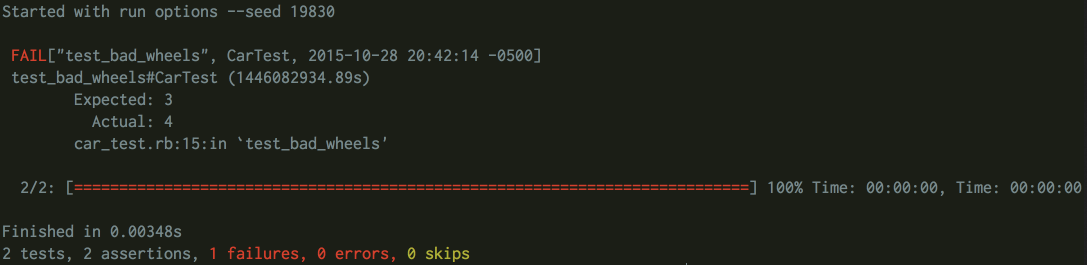 Started with run options --seed 19830
FAIL["test_bad_wheels", CarTest, 2015-10-28 20:42:14 -0500]
test_bad_wheels#CarTest (1446082934.89s)
Expected: 3
Actual: 4
car_test.rb:15:in `test_bad_wheels'
2/2: [===========================================================================] 100% Time: 00:00:00, Time: 00:00:00
Finished in 0.00348s
2 tests, 2 assertions, 1 failures, 0 errors, 0 skips